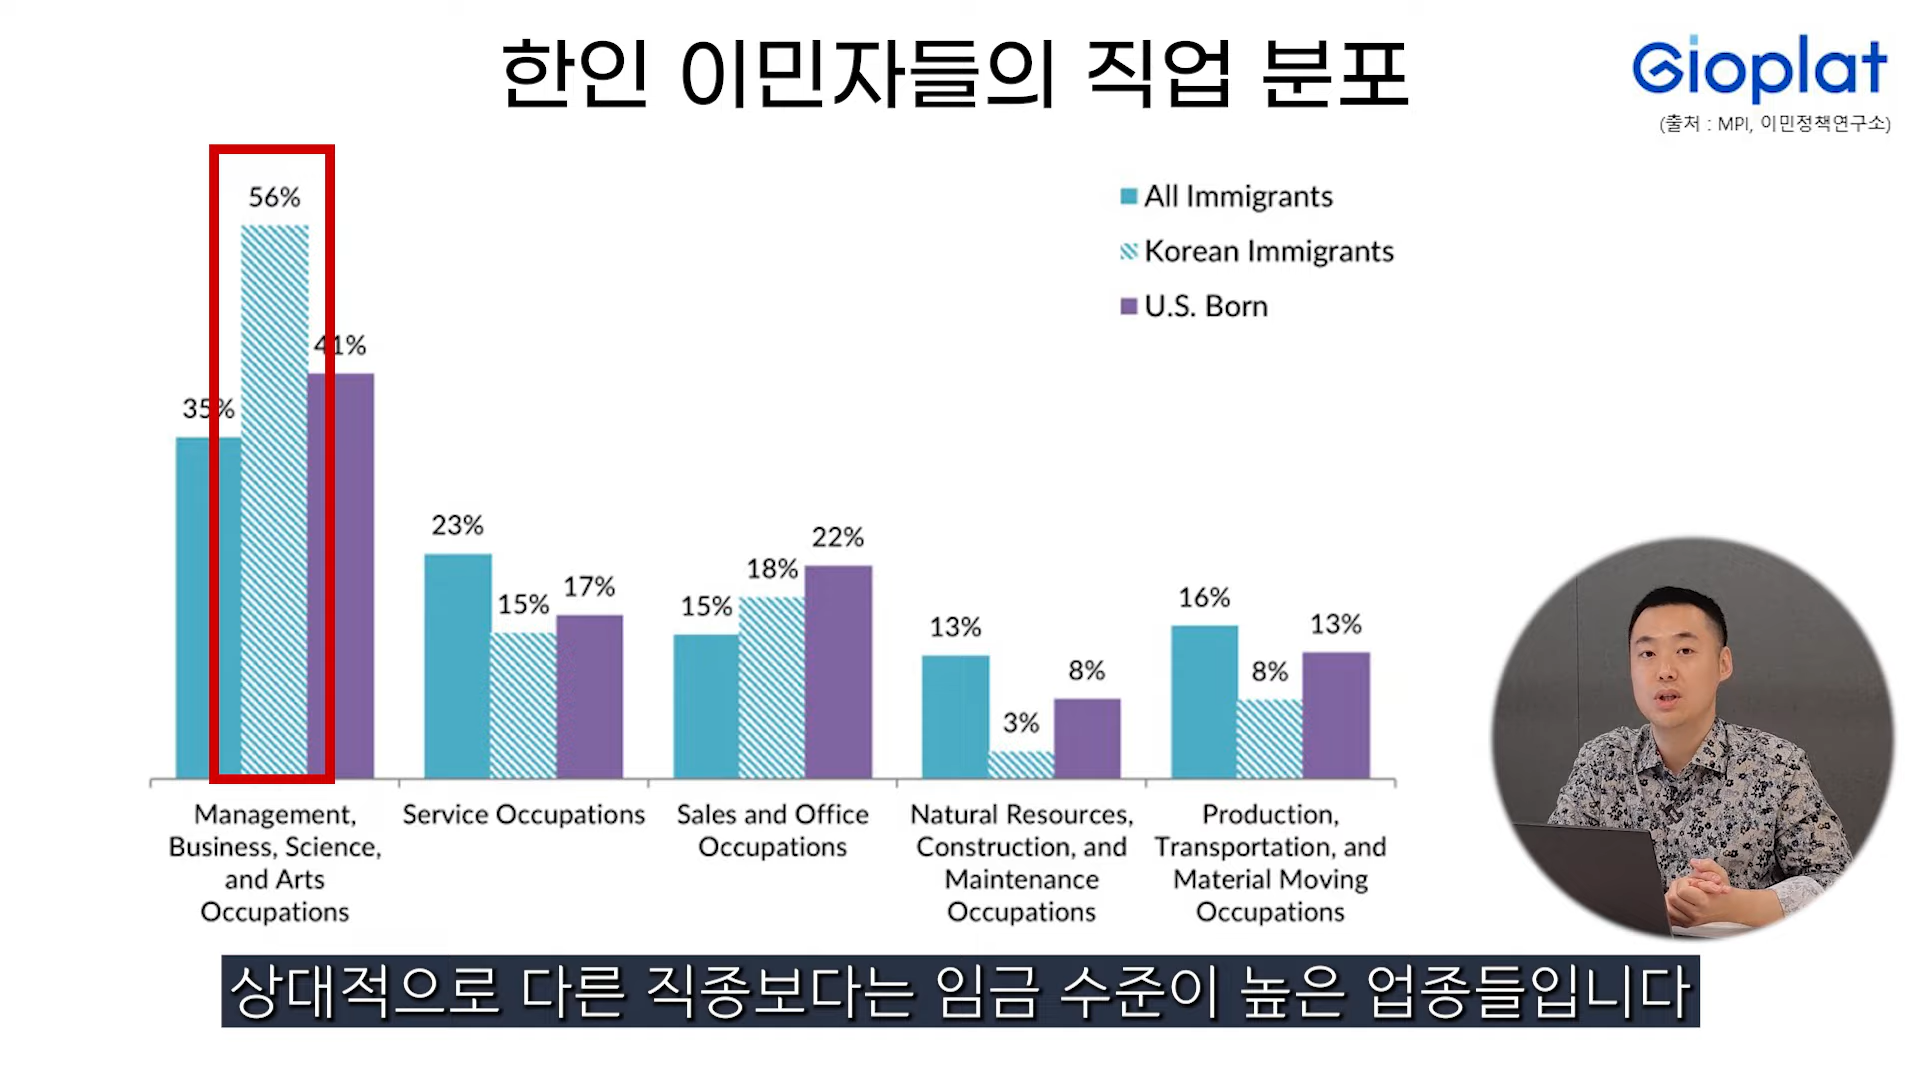 한인 이민자들의 직업 분포
Gioplat
(출처 : MPI, 이민정책연구소)
All Immigrants
Korean Immigrants
U.S. Born
56%
41%
35%
23%
15%
17%
15%
18%
22%
13%
3%
8%
16%
8%
13%
Management,
Business, Science,
and Arts
Occupations
Service Occupations
Sales and Office
Occupations
Natural Resources,
Construction, and
Maintenance
Occupations
Production,
Transportation, and
Material Moving
Occupations
상대적으로 다른 직종보다는 임금 수준이 높은 업종들입니다